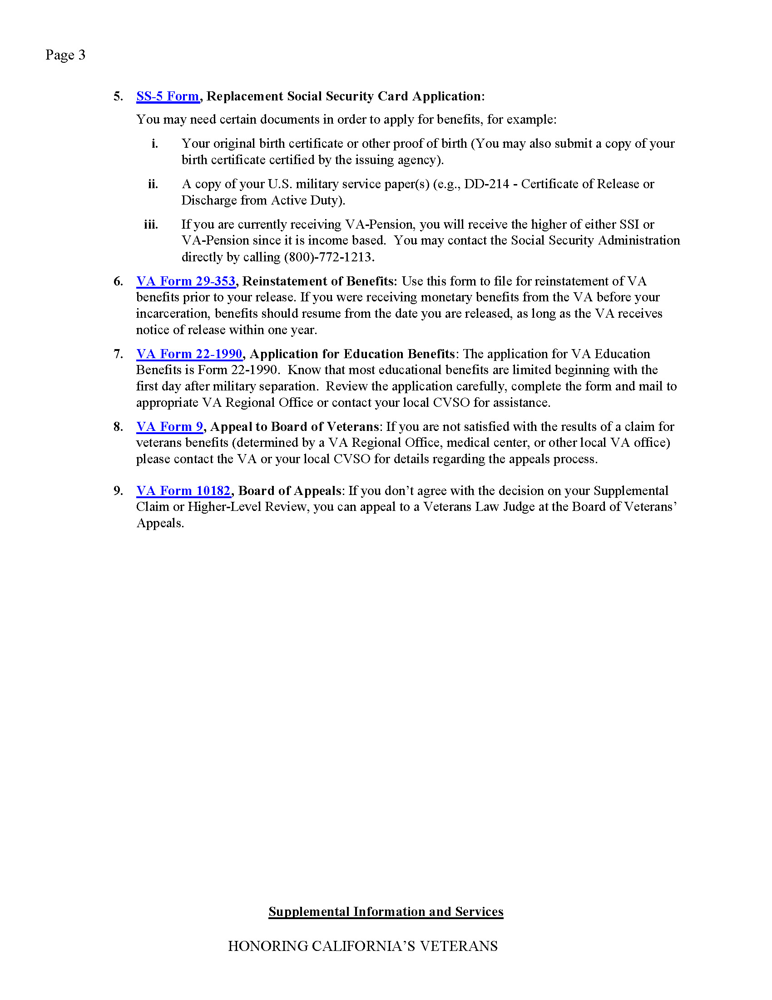 Page 3
5. SS-5 Form, Replacement Social Security Card Application:
You may need certain documents in order to apply for benefits, for example:
i. Your original birth certificate or other proof of birth (You may also submit a copy of your
birth certificate certified by the issuing agency).
ii. A copy of your U.S. military service paper(s) (e.g., DD-214 - Certificate of Release or
Discharge from Active Duty).
iii. If you are currently receiving VA-Pension, you will receive the higher of either SSI or
VA-Pension since it is income based.  You may contact the Social Security Administration
directly by calling (800)-772-1213.
6. VA Form 29-353, Reinstatement of Benefits: Use this form to file for reinstatement of VA
benefits prior to your release. If you were receiving monetary benefits from the VA before your
incarceration, benefits should resume from the date you are released, as long as the VA receives
notice of release within one year.
7. VA Form 22-1990, Application for Education Benefits: The application for VA Education
Benefits is Form 22-1990.  Know that most educational benefits are limited beginning with the
first day after military separation.  Review the application carefully, complete the form and mail to
appropriate VA Regional Office or contact your local CVSO for assistance.
8. VA Form 9, Appeal to Board of Veterans: If you are not satisfied with the results of a claim for
veterans benefits (determined by a VA Regional Office, medical center, or other local VA office)
please contact the VA or your local CVSO for details regarding the appeals process.
9. VA Form 10182, Board of Appeals: If you don’t agree with the decision on your Supplemental
Claim or Higher-Level Review, you can appeal to a Veterans Law Judge at the Board of Veterans’
Appeals.
Supplemental Information and Services
HONORING CALIFORNIA’S VETERANS